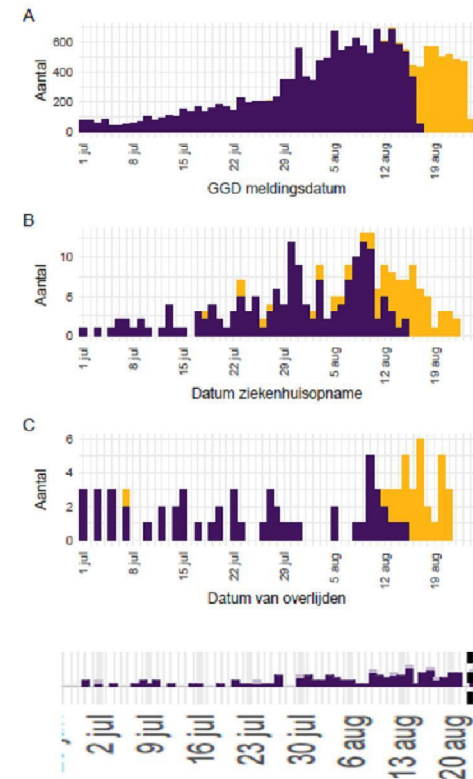 A
Aantal
600
400
200
0
1 jul
8 jul
15 jul
22 jul
29 jul
5 aug
12 aug
19 aug
GGD meldingsdatum
B
Aantal
10
5
0
1 jul
8 jul
15 jul
22 jul
29 jul
5 aug
12 aug
19 aug
Datum ziekenhuisopname
C
Aantal
6
4
2
0
1 jul
8 jul
15 jul
22 jul
29 jul
5 aug
12 aug
19 aug
Datum van overlijden
2 jul
9 jul
16 jul
23 jul
30 jul
6 aug
13 aug
20 aug